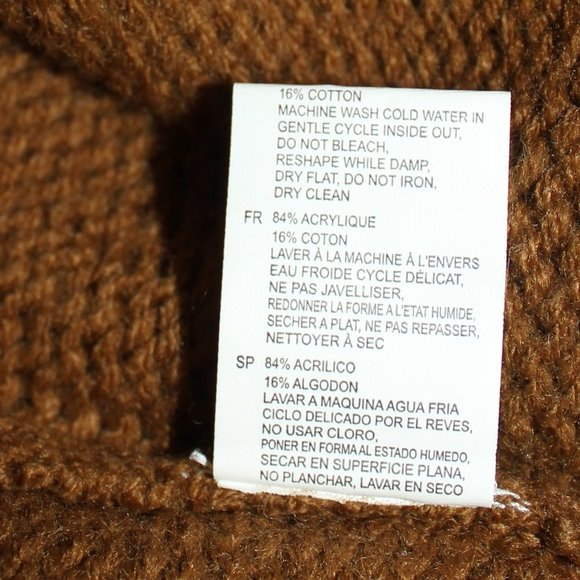 16% COTTON
MACHINE WASH COLD WATER IN
GENTLE CYCLE INSIDE OUT,
DO NOT BLEACH,
RESHAPE WHILE DAMP,
DRY FLAT, DO NOT IRON,
DRY CLEAN
FR 84% ACRYLIQUE
16% COTON
LAVER À LA MACHINE À L'ENVERS
EAU FROIDE CYCLE DÉLICAT,
NE PAS JAVELLISER,
REDONNER LA FORME A L'ETAT HUMIDE,
SECHER A PLAT, NE PAS REPASSER,
NETTOYER À SEC
SP 84% ACRILICO
16% ALGODON
LAVAR A MAQUINA AGUA FRIA
CICLO DELICADO POR EL REVES,
NO USAR CLORO,
PONER EN FORMA AL ESTADO HUMEDO,
SECAR EN SUPERFICIE PLANA,
NO PLANCHAR, LAVAR EN SECO